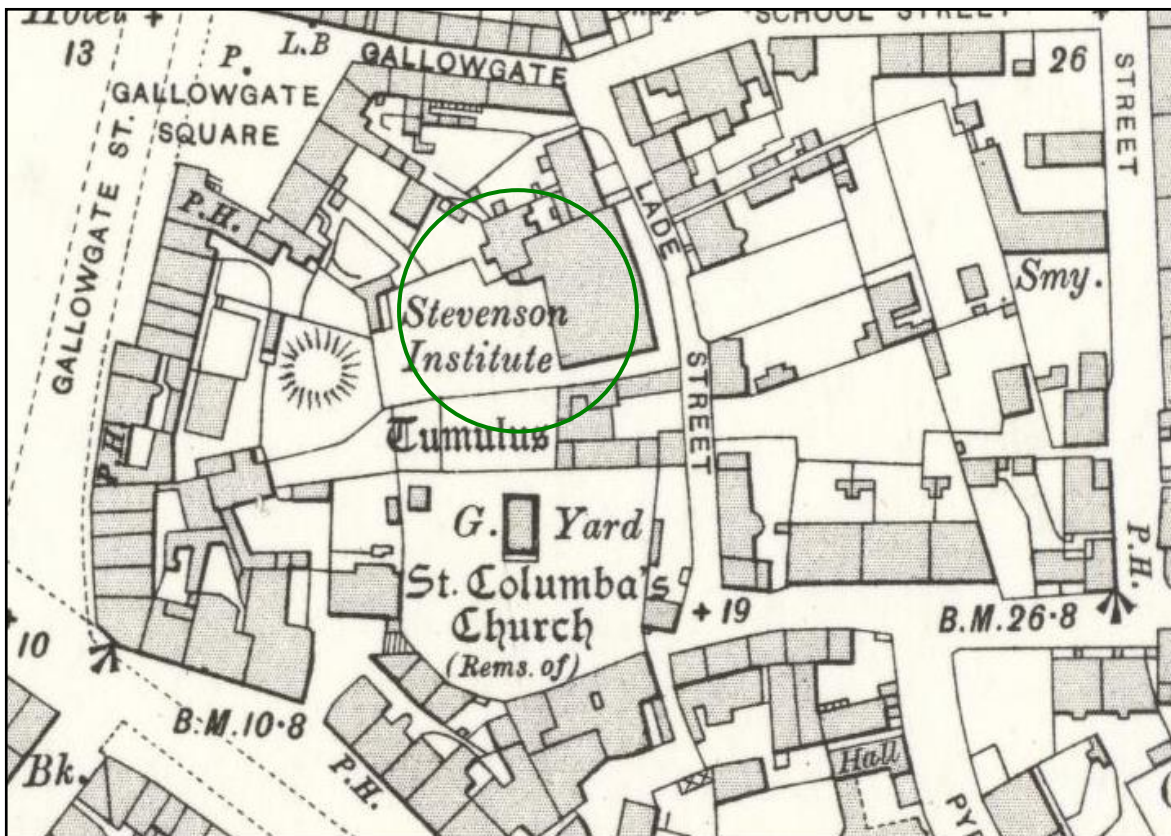 SCHOOL STREET
13
L.B
P.
GALLOWGATE
GALLOWGATE
SQUARE
26
STREET
GALLOWGATE ST.
P.H.
LADE
STREET
Stevenson
Institute
Smy.
Tumulus
P.H.
G. Yard
St. Columba's
Church
(Rems. of)
19
B.M. 26·8
P.H.
10
B.M. 10·8
Bk.
P.H.
Hall